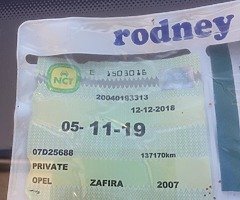 rodney
NCT
E 1503016
20040193313
12-12-2018
05-11-19
07D25688
137170km
PRIVATE
OPEL ZAFIRA 2007